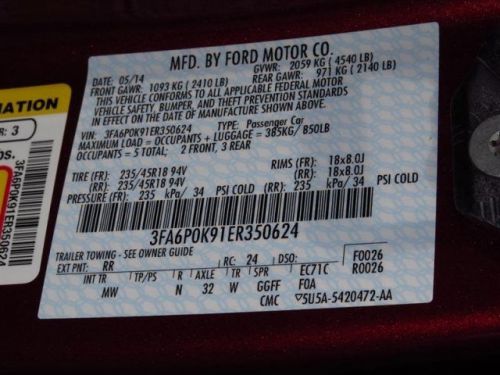 MFD. BY FORD MOTOR CO.
DATE: 05/14 GVWR: 2059 KG (4540 LB)
FRONT GAWR: 1093 KG (2410 LB) REAR GAWR: 971 KG (2140 LB)
THIS VEHICLE CONFORMS TO ALL APPLICABLE FEDERAL MOTOR
VEHICLE SAFETY, BUMPER, AND THEFT PREVENTION STANDARDS
IN EFFECT ON THE DATE OF MANUFACTURE SHOWN ABOVE.
VIN: 3FA6P0K91ER350624 TYPE: Passenger Car
MAXIMUM LOAD = OCCUPANTS + LUGGAGE = 385KG/850LB
OCCUPANTS = 5 TOTAL: 2 FRONT, 3 REAR
TIRE (FR): 235/45R18 94V RIMS (FR): 18x8.0J
(RR): 235/45R18 94V (RR): 18x8.0J
PRESSURE (FR): 235 kPa/ 34 PSI COLD (RR): 235 kPa/ 34 PSI COLD
3FA6P0K91ER350624
TRAILER TOWING - SEE OWNER GUIDE
EXT PNT: RR RC: 24 DSO: F0026
R0026
INT TR TP/PS R AXLE TR SPR EC71C
MW N 32 W GGFF F0A
CMC 5U5A-5420472-AA
MATION
R: 3
bs.
3FA6P0K91ER350624